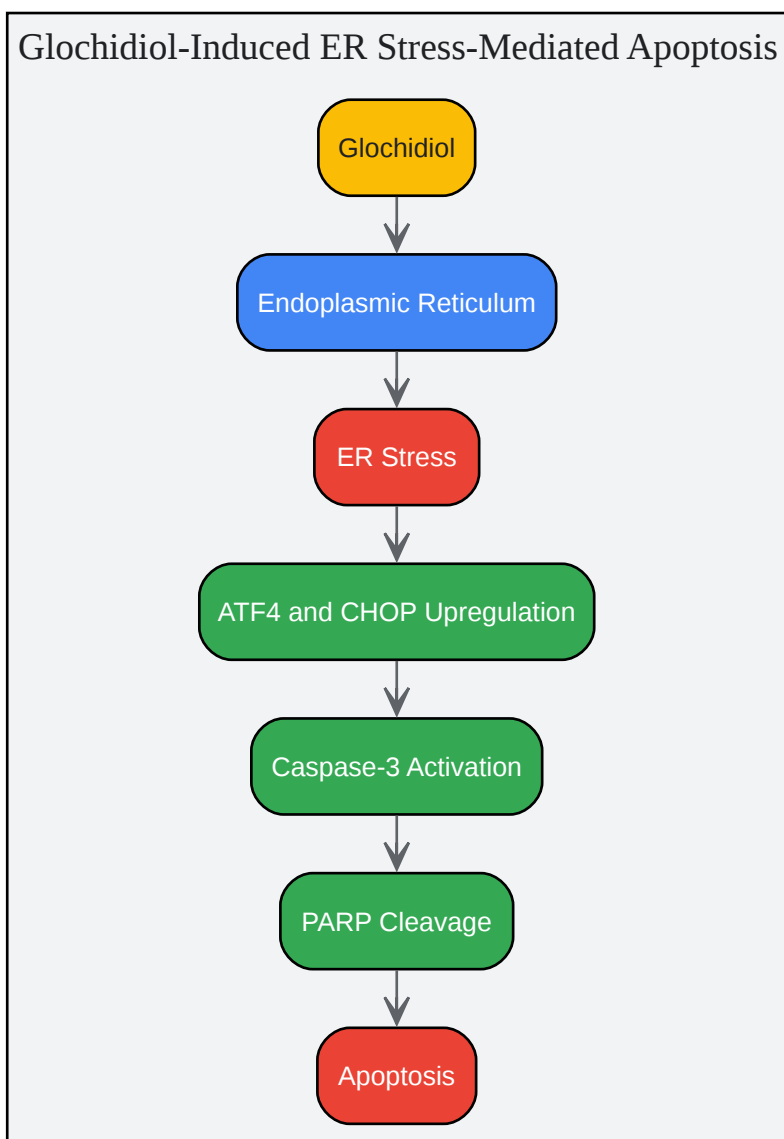 Glochidiol-Induced ER Stress-Mediated Apoptosis
Glochidiol
Endoplasmic Reticulum
ER Stress
ATF4 and CHOP Upregulation
Caspase-3 Activation
PARP Cleavage
Apoptosis